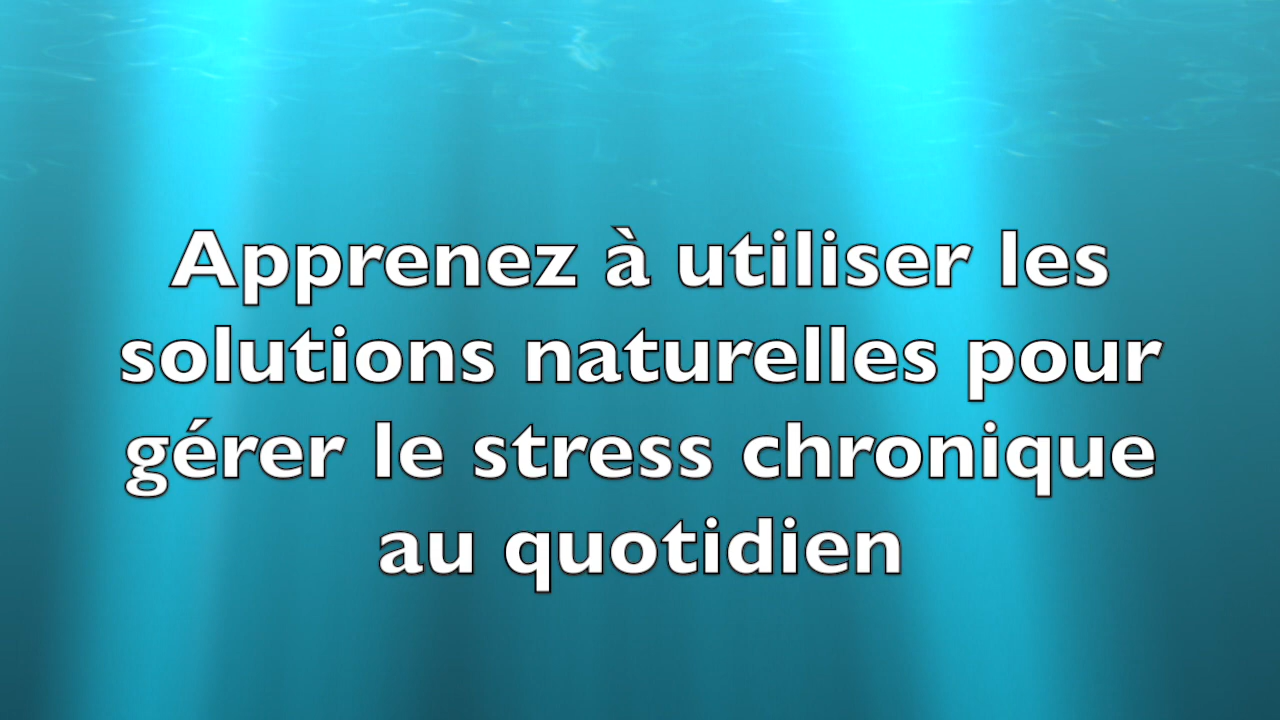 Apprenez à utiliser les
solutions naturelles pour
gérer le stress chronique
au quotidien